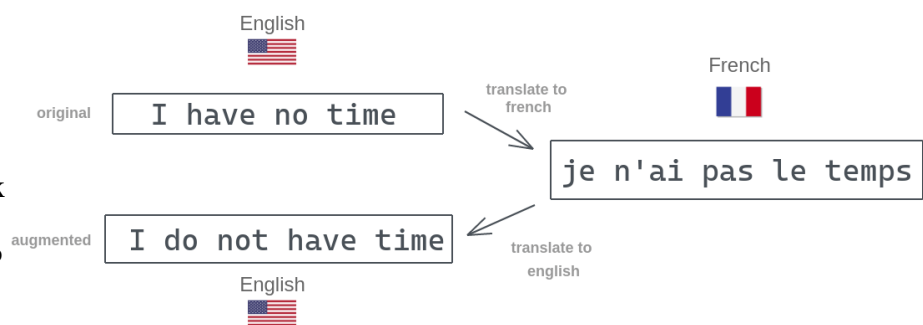 English
original
I have no time
translate to
french
French
je n'ai pas le temps
augmented
I do not have time
translate to
english
English